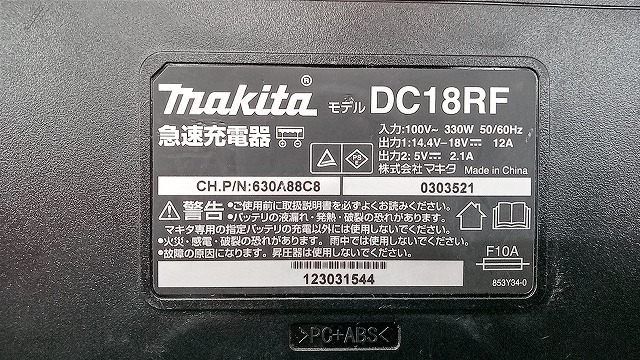 makita® モデル DC18RF
急速充電器
入力:100V~ 330W 50/60Hz
出力1:14.4V-18V⎓ 12A
出力2:5V⎓ 2.1A
株式会社マキタ Made in China
PSE
CH.P/N:630A88C8
0303521
警告
●ご使用前に取扱説明書を必ずよくお読みください。
●バッテリの液漏れ・発熱・破裂の恐れがあります。
マキタ専用の指定バッテリの充電以外には使用しないでください。
●火災・感電・破裂の恐れがあります。雨中では使用しないでください。
●故障の原因になります。昇圧器は使用しないでください。
F10A
123031544
853Y34-0
>PC+ABS<